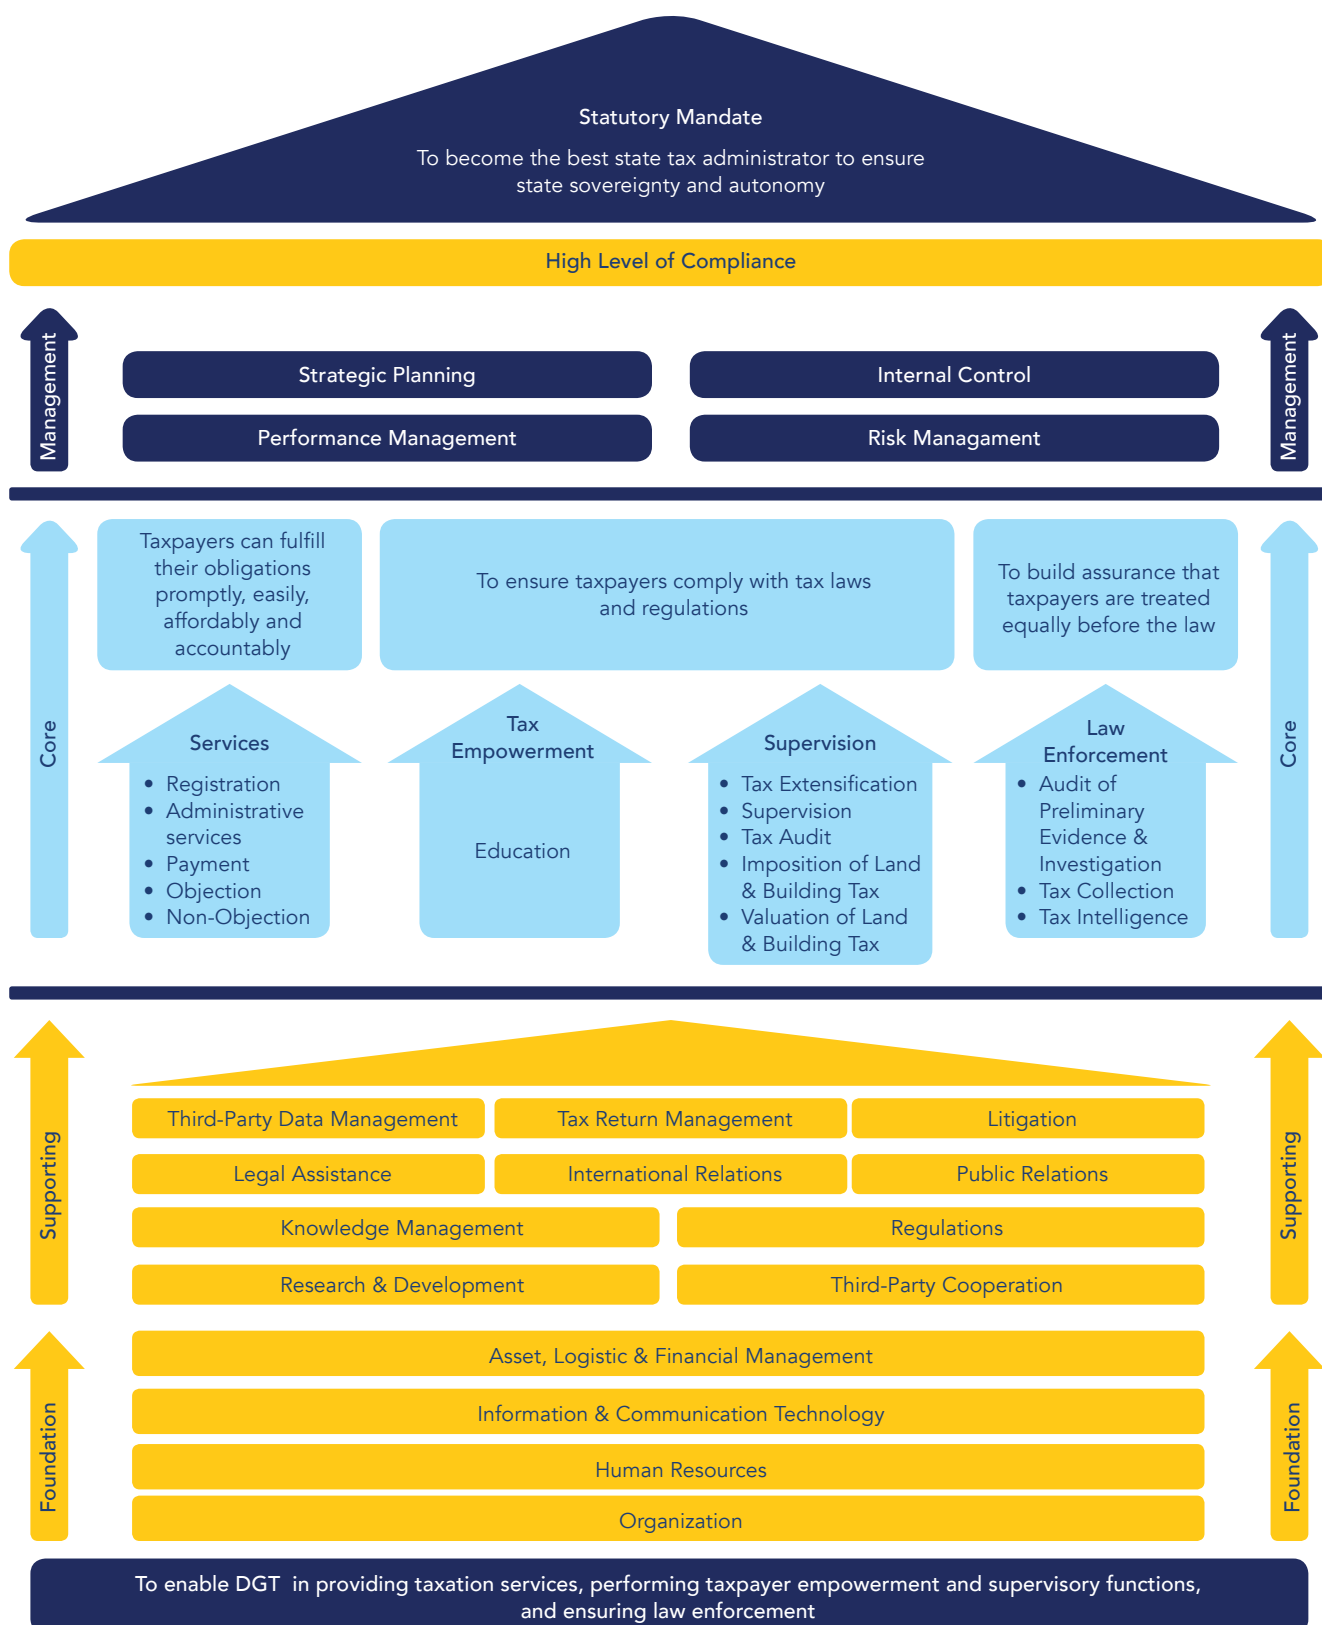 Statutory Mandate
To become the best state tax administrator to ensure
state sovereignty and autonomy
High Level of Compliance
Management
Strategic Planning
Internal Control
Performance Management
Risk Managament
Management
Core
Taxpayers can fulfill
their obligations
promptly, easily,
affordably and
accountably
To ensure taxpayers comply with tax laws
and regulations
To build assurance that
taxpayers are treated
equally before the law
Services
• Registration
• Administrative
services
• Payment
• Objection
• Non-Objection
Tax
Empowerment
Education
Supervision
• Tax Extensification
• Supervision
• Tax Audit
• Imposition of Land
& Building Tax
• Valuation of Land
& Building Tax
Law
Enforcement
• Audit of
Preliminary
Evidence &
Investigation
• Tax Collection
• Tax Intelligence
Core
Supporting
Third-Party Data Management
Tax Return Management
Litigation
Legal Assistance
International Relations
Public Relations
Knowledge Management
Regulations
Research & Development
Third-Party Cooperation
Supporting
Foundation
Asset, Logistic & Financial Management
Information & Communication Technology
Human Resources
Organization
Foundation
To enable DGT  in providing taxation services, performing taxpayer empowerment and supervisory functions,
and ensuring law enforcement